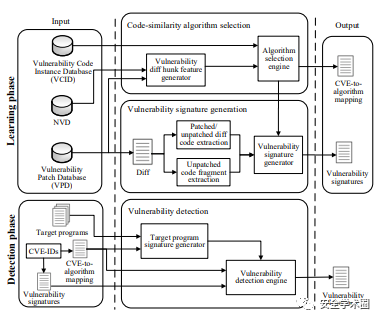 Input
Code-similarity algorithm selection
Output
Learning phase
Vulnerability Code
Instance Database
(VCID)
NVD
Vulnerability
Patch Database
(VPD)
Vulnerability
diff hunk feature
generator
Algorithm
selection
engine
CVE-to-
algorithm
mapping
Vulnerability signature generation
Diff
Patched/
unpatched diff
code extraction
Unpatched
code fragment
extraction
Vulnerability
signature
generator
Vulnerability
signatures
Detection phase
Target programs
CVE-IDs
CVE-to-
algorithm
mapping
Vulnerability
signatures
Vulnerability detection
Target program
signature generator
Vulnerability
detection engine
Vulnerability
安全学术圈